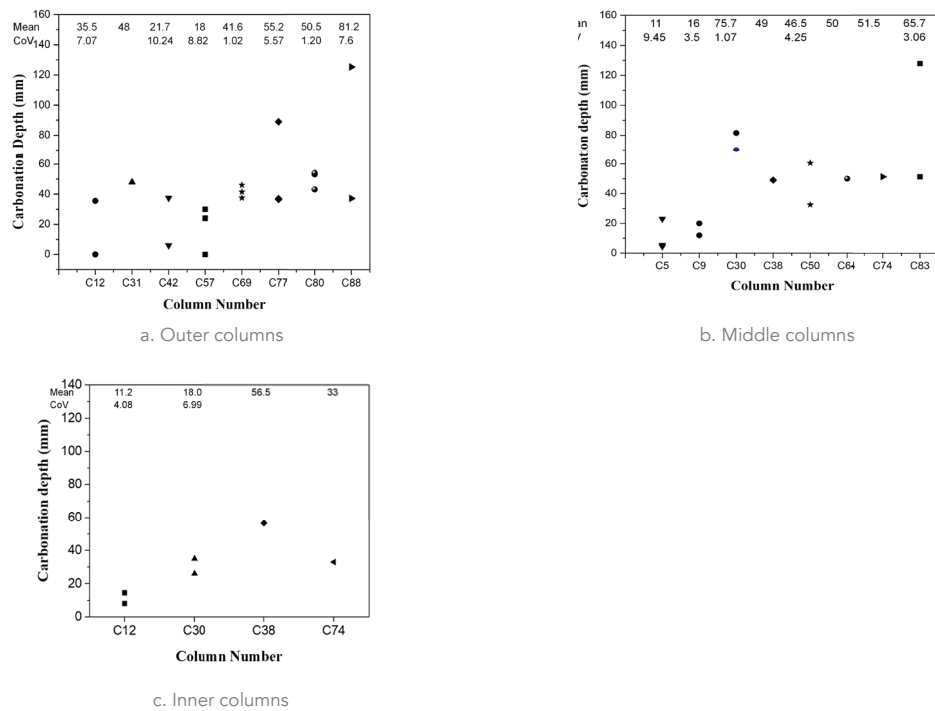 160
Mean 35.5 48 21.7 18 41.6 55.2 50.5 81.2
CoV 7.07 10.24 8.82 1.02 5.57 1.20 7.6
140
120
100
80
60
40
20
0
Carbonation Depth (mm)
C12 C31 C42 C57 C69 C77 C80 C88
Column Number
a. Outer columns
160
an 11 16 75.7 49 46.5 50 51.5 65.7
9.45 3.5 1.07 4.25 3.06
140
120
100
80
60
40
20
0
Carbonation depth (mm)
C5 C9 C30 C38 C50 C64 C74 C83
Column Number
b. Middle columns
140
Mean 11.2 18.0 56.5 33
CoV 4.08 6.99
120
100
80
60
40
20
0
Carbonation depth (mm)
C12 C30 C38 C74
Column Number
c. Inner columns